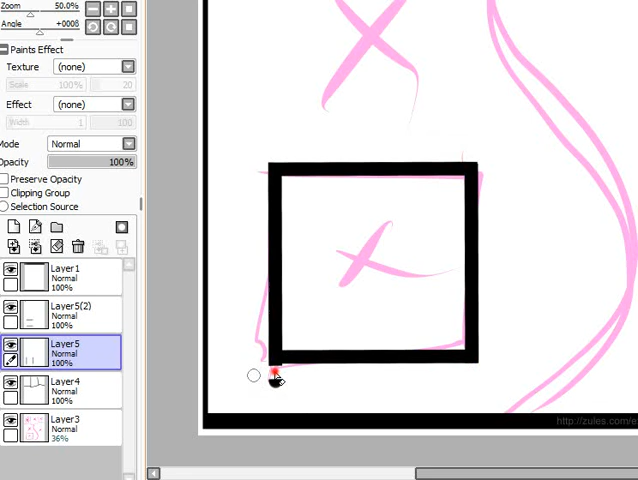 Zoom 50.0%
Angle +000θ
Paints Effect
Texture (none)
Scale 100% 20
Effect (none)
Width 1 100
Mode Normal
Opacity 100%
Preserve Opacity
Clipping Group
Selection Source
Layer1
Normal
100%
Layer5(2)
Normal
100%
Layer5
Normal
100%
Layer4
Normal
100%
Layer3
Normal
36%
http://zules.com/e